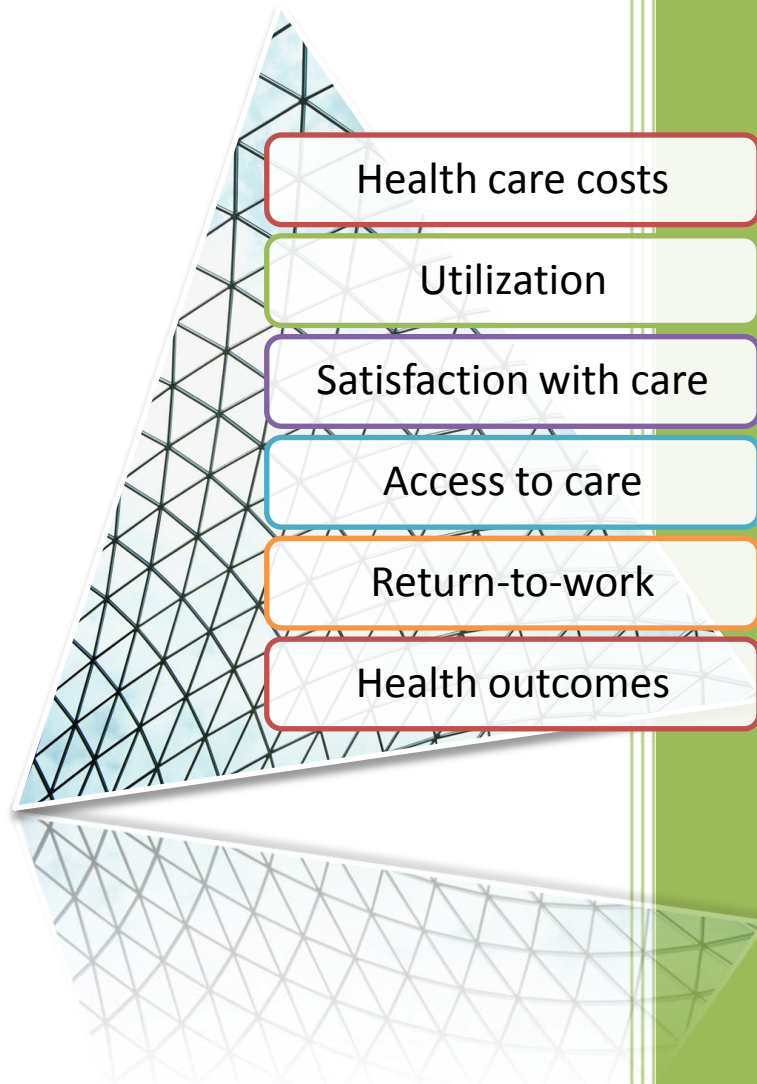 Health care costs
Utilization
Satisfaction with care
Access to care
Return-to-work
Health outcomes